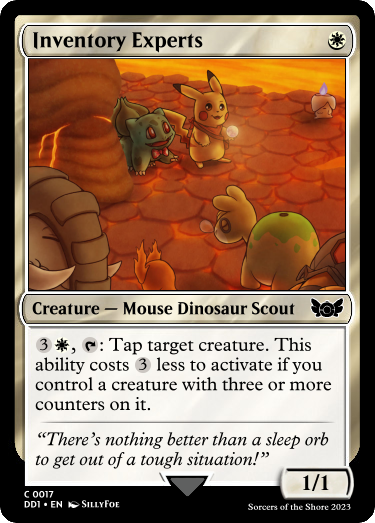 Inventory Experts
Creature — Mouse Dinosaur Scout
3 , : Tap target creature. This
ability costs 3 less to activate if you
control a creature with three or more
counters on it.
“There’s nothing better than a sleep orb
to get out of a tough situation!”
1/1
C 0017
DD1 • EN SILLYFOE
Sorcers of the Shore 2023